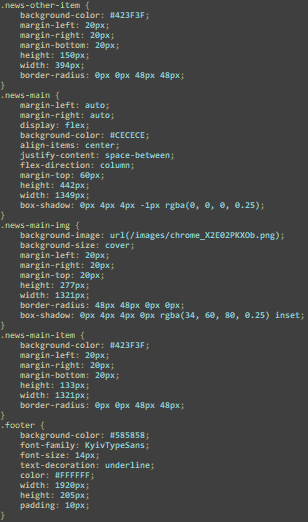 .news-other-item {
background-color: #423F3F;
margin-left: 20px;
margin-right: 20px;
margin-bottom: 20px;
height: 150px;
width: 394px;
border-radius: 0px 0px 48px 48px;
}
.news-main {
margin-left: auto;
margin-right: auto;
display: flex;
background-color: #CECECE;
align-items: center;
justify-content: space-between;
flex-direction: column;
margin-top: 60px;
height: 442px;
width: 1349px;
box-shadow: 0px 4px 4px -1px rgba(0, 0, 0, 0.25);
}
.news-main-img {
background-image: url(/images/chrome_X2E02PKXOb.png);
background-size: cover;
margin-left: 20px;
margin-right: 20px;
margin-top: 20px;
height: 277px;
width: 1321px;
border-radius: 48px 48px 0px 0px;
box-shadow: 0px 4px 4px 0px rgba(34, 60, 80, 0.25) inset;
}
.news-main-item {
background-color: #423F3F;
margin-left: 20px;
margin-right: 20px;
margin-bottom: 20px;
height: 133px;
width: 1321px;
border-radius: 0px 0px 48px 48px;
}
.footer {
background-color: #585858;
font-family: KyivTypeSans;
font-size: 14px;
text-decoration: underline;
color: #FFFFFF;
width: 1920px;
height: 205px;
padding: 10px;
}